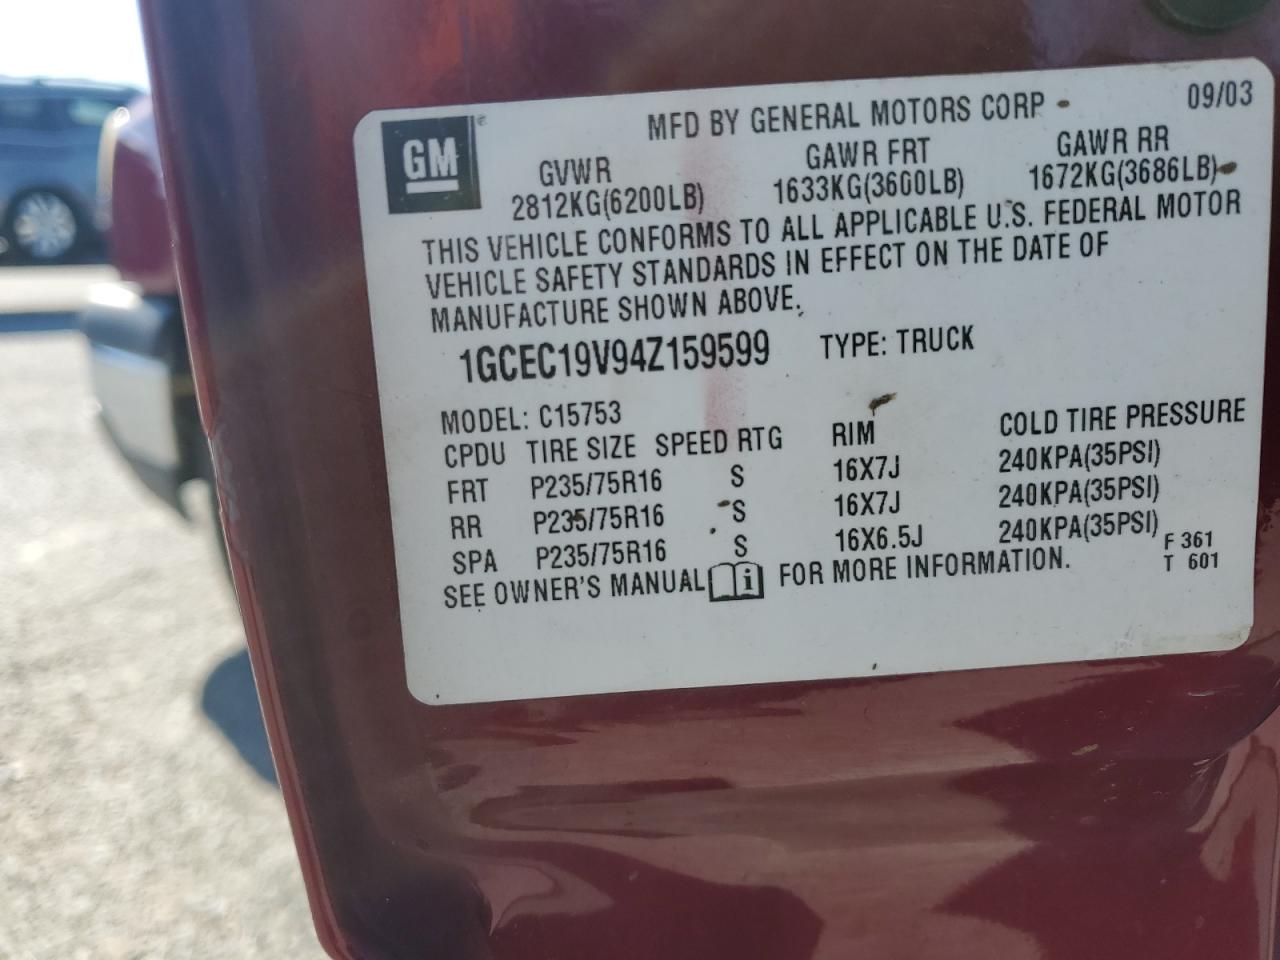 MFD BY GENERAL MOTORS CORP 09/03
GM ®
GVWR GAWR FRT GAWR RR
2812KG(6200LB) 1633KG(3600LB) 1672KG(3686LB)
THIS VEHICLE CONFORMS TO ALL APPLICABLE U.S. FEDERAL MOTOR
VEHICLE SAFETY STANDARDS IN EFFECT ON THE DATE OF
MANUFACTURE SHOWN ABOVE.
1GCEC19V94Z159599 TYPE: TRUCK
MODEL: C15753
CPDU TIRE SIZE SPEED RTG RIM COLD TIRE PRESSURE
FRT P235/75R16 S 16X7J 240KPA(35PSI)
RR P235/75R16 S 16X7J 240KPA(35PSI)
SPA P235/75R16 S 16X6.5J 240KPA(35PSI)
SEE OWNER'S MANUAL i FOR MORE INFORMATION.
F 361
T 601